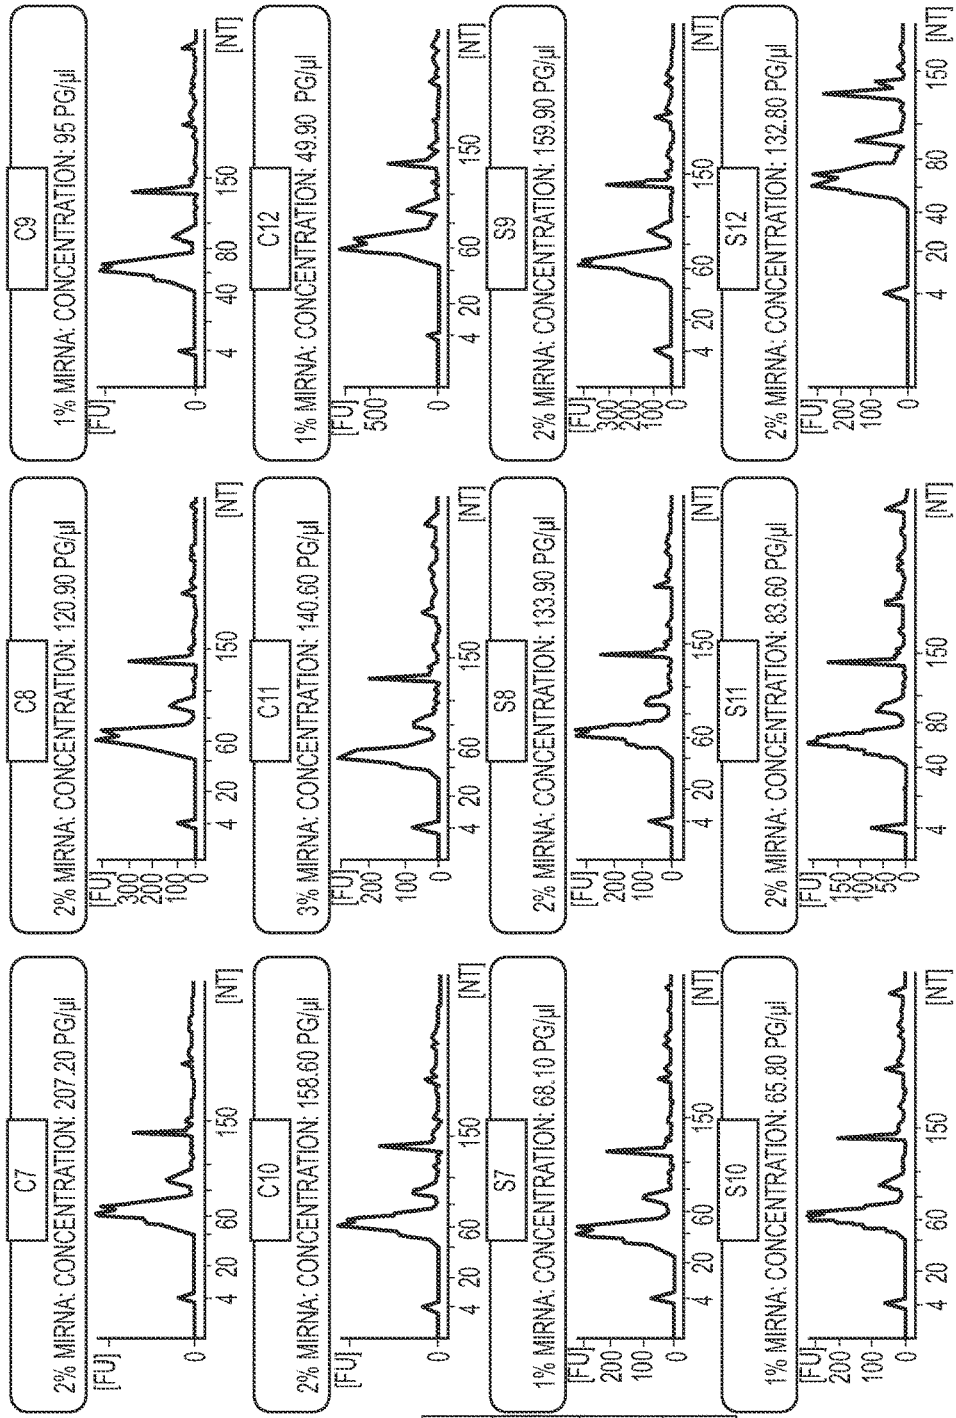 C7
2% MIRNA: CONCENTRATION: 207.20 PG/µl
[FU]
0
4 20 60 150 [NT]
C8
2% MIRNA: CONCENTRATION: 120.90 PG/µl
[FU]
300
200
100
0
4 20 60 150 [NT]
C9
1% MIRNA: CONCENTRATION: 95 PG/µl
[FU]
0
4 40 80 150 [NT]
C10
2% MIRNA: CONCENTRATION: 158.60 PG/µl
[FU]
0
4 20 60 150 [NT]
C11
3% MIRNA: CONCENTRATION: 140.60 PG/µl
[FU]
200
100
0
4 20 60 150 [NT]
C12
1% MIRNA: CONCENTRATION: 49.90 PG/µl
[FU]
500
0
4 20 60 150 [NT]
S7
1% MIRNA: CONCENTRATION: 68.10 PG/µl
[FU]
200
100
0
4 20 60 150 [NT]
S8
2% MIRNA: CONCENTRATION: 133.90 PG/µl
[FU]
200
100
0
4 20 60 150 [NT]
S9
2% MIRNA: CONCENTRATION: 159.90 PG/µl
[FU]
300
200
100
0
4 20 60 150 [NT]
S10
1% MIRNA: CONCENTRATION: 65.80 PG/µl
[FU]
200
100
0
4 20 60 150 [NT]
S11
2% MIRNA: CONCENTRATION: 83.60 PG/µl
[FU]
150
100
50
0
4 40 80 150 [NT]
S12
2% MIRNA: CONCENTRATION: 132.80 PG/µl
[FU]
200
100
0
4 20 40 80 150 [NT]